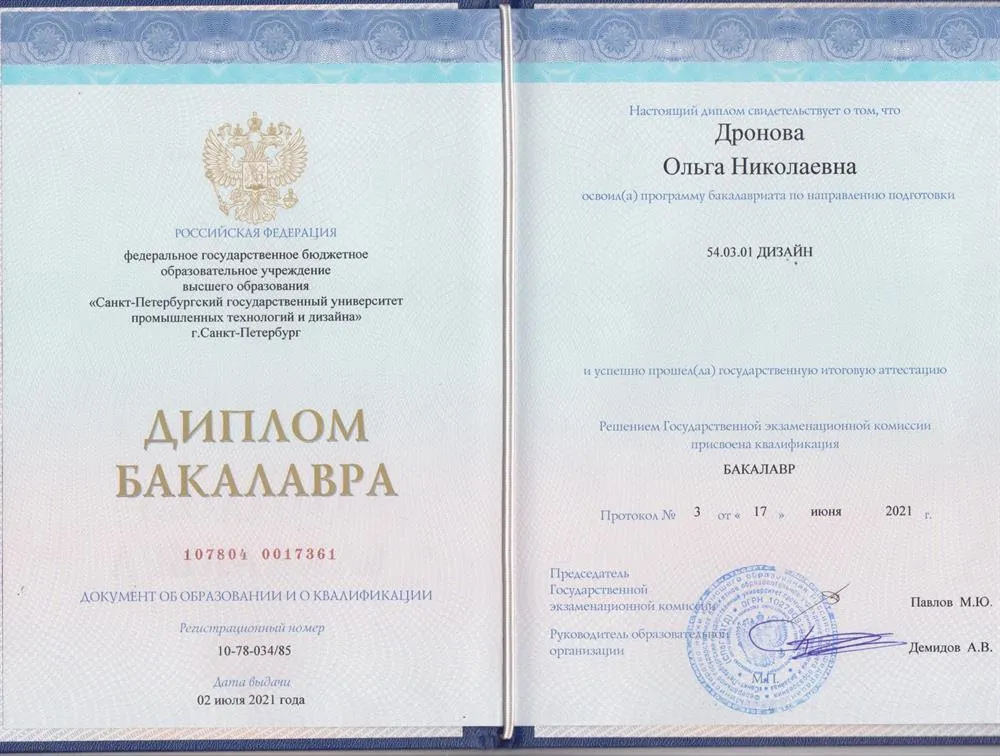 РОССИЙСКАЯ ФЕДЕРАЦИЯ
федеральное государственное бюджетное
образовательное учреждение
высшего образования
«Санкт-Петербургский государственный университет
промышленных технологий и дизайна»
г.Санкт-Петербург
ДИПЛОМ
БАКАЛАВРА
107804 0017361
ДОКУМЕНТ ОБ ОБРАЗОВАНИИ И О КВАЛИФИКАЦИИ
Регистрационный номер
10-78-034/85
Дата выдачи
02 июля 2021 года
Настоящий диплом свидетельствует о том, что
Дронова
Ольга Николаевна
освоил(а) программу бакалавриата по направлению подготовки
54.03.01 ДИЗАЙН
и успешно прошел(ла) государственную итоговую аттестацию
Решением Государственной экзаменационной комиссии
присвоена квалификация
БАКАЛАВР
Протокол № 3 от « 17 » июня 2021 г.
Председатель
Государственной
экзаменационной комиссии
Павлов М.Ю.
Руководитель образовательной
организации
Демидов А.В.
М.П.